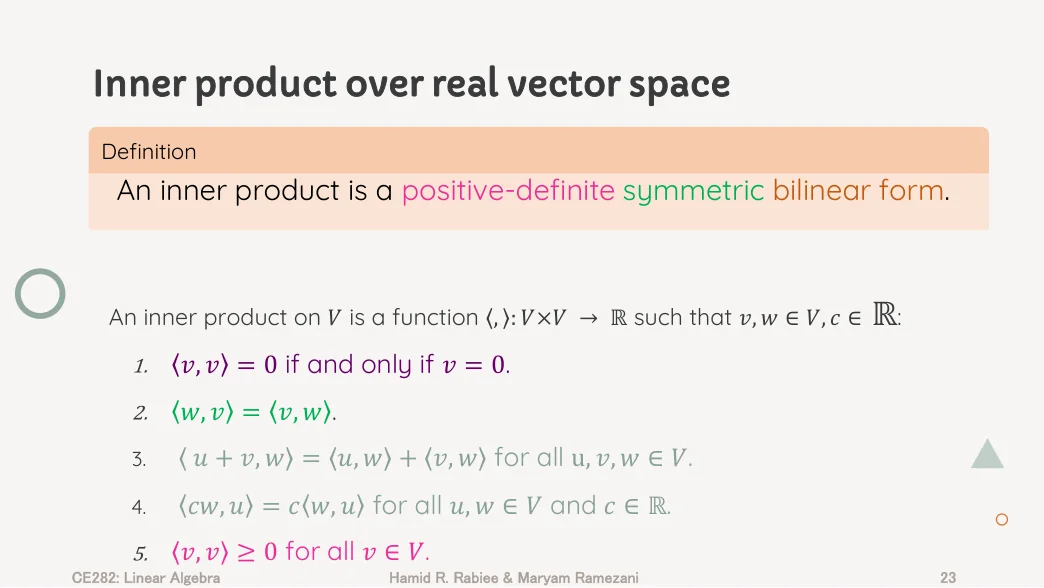 Inner product over real vector space
Definition
An inner product is a positive-definite symmetric bilinear form.
An inner product on V is a function ⟨,⟩: V×V → ℝ such that v, w ∈ V, c ∈ ℝ:
1. ⟨v, v⟩ = 0 if and only if v = 0.
2. ⟨w, v⟩ = ⟨v, w⟩.
3. ⟨ u + v, w⟩ = ⟨u, w⟩ + ⟨v, w⟩ for all u, v, w ∈ V.
4. ⟨cw, u⟩ = c⟨w, u⟩ for all u, w ∈ V and c ∈ ℝ.
5. ⟨v, v⟩ ≥ 0 for all v ∈ V.
CE282: Linear Algebra Hamid R. Rabiee & Maryam Ramezani 23